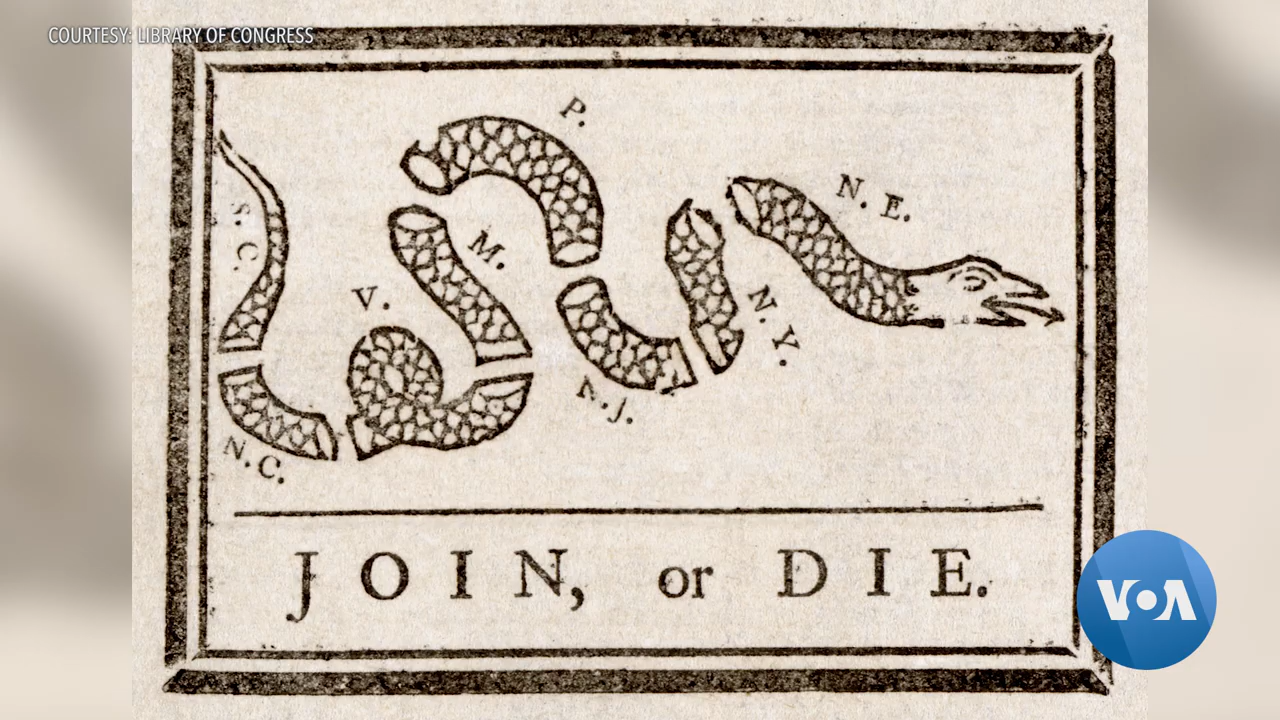 COURTESY: LIBRARY OF CONGRESS
P.
N. E.
S. C.
M.
V.
N. Y.
N. J.
N. C.
JOIN, or DIE.
VOA